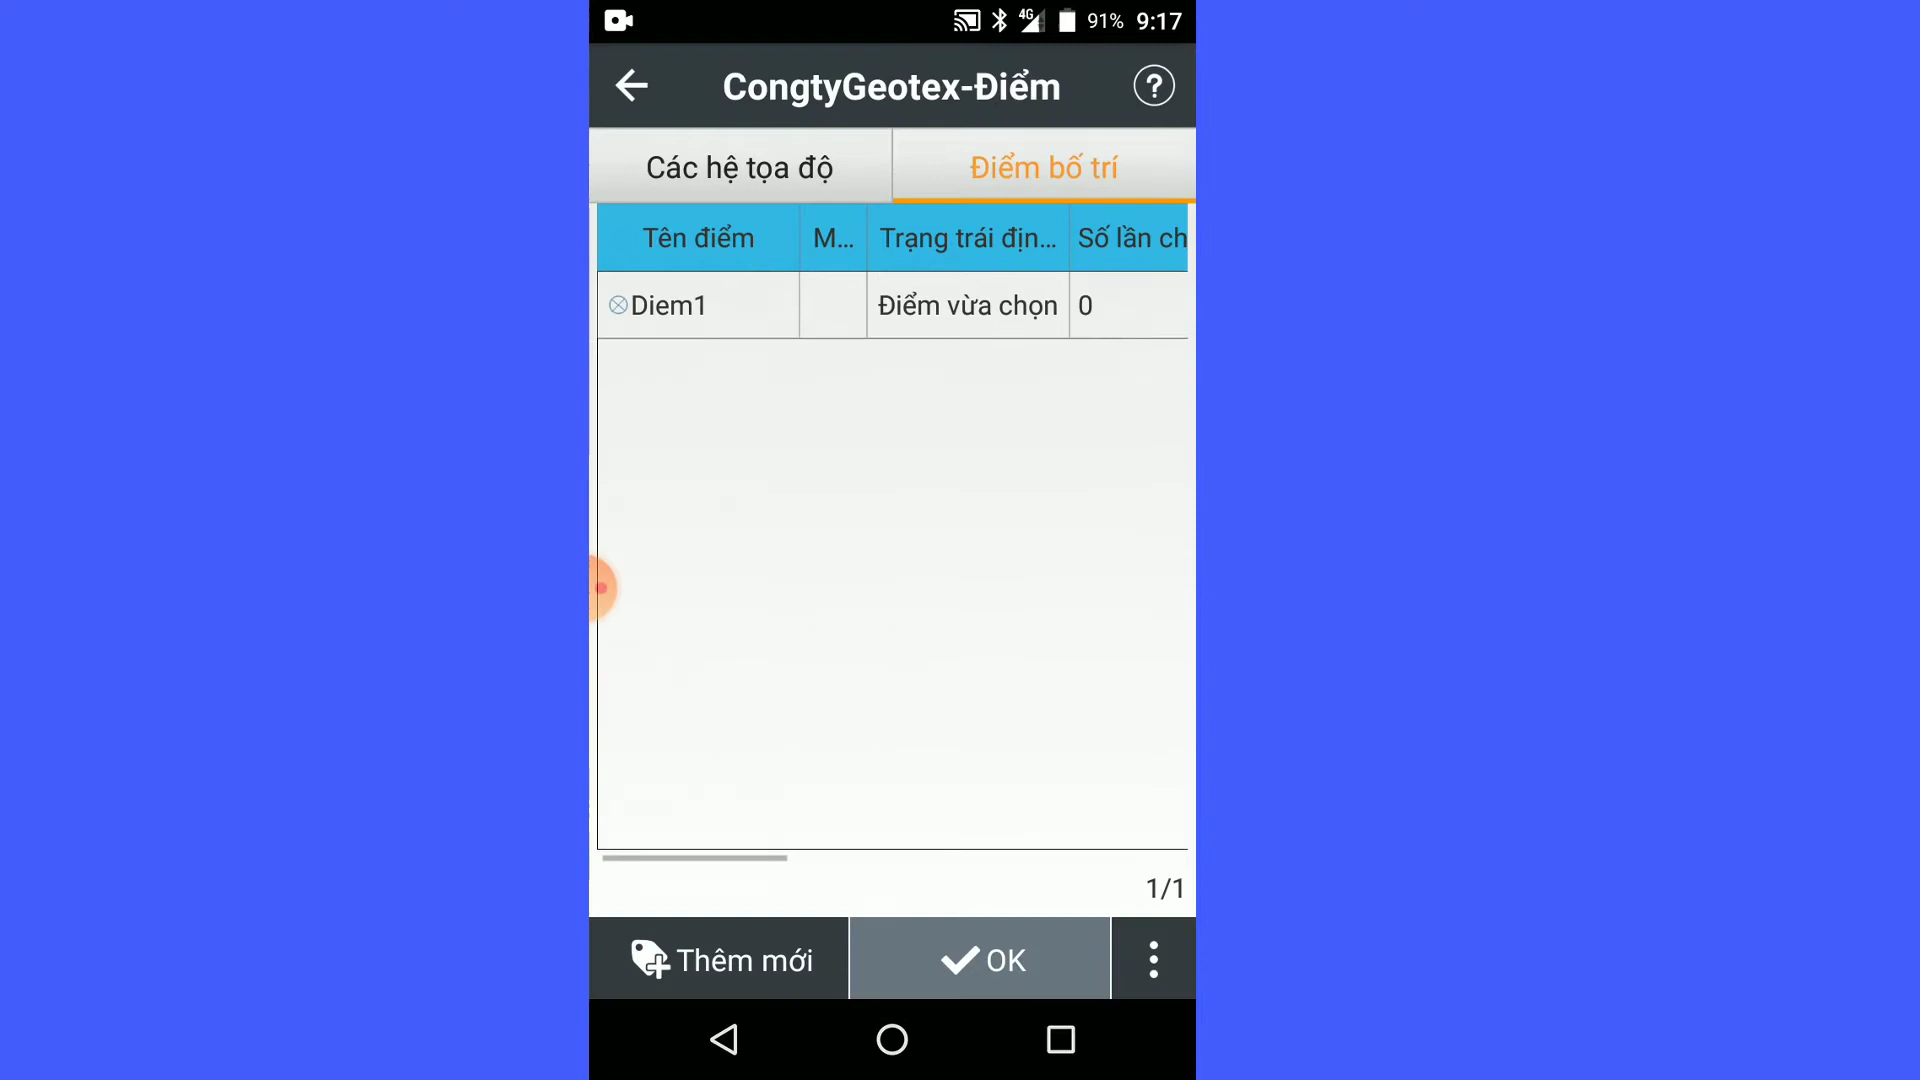 4G 91% 9:17
CongtyGeotex-Điểm ?
Các hệ tọa độ Điểm bố trí
Tên điểm M... Trạng trái địn... Số lần ch
Diem1 Điểm vừa chọn 0
1/1
Thêm mới OK